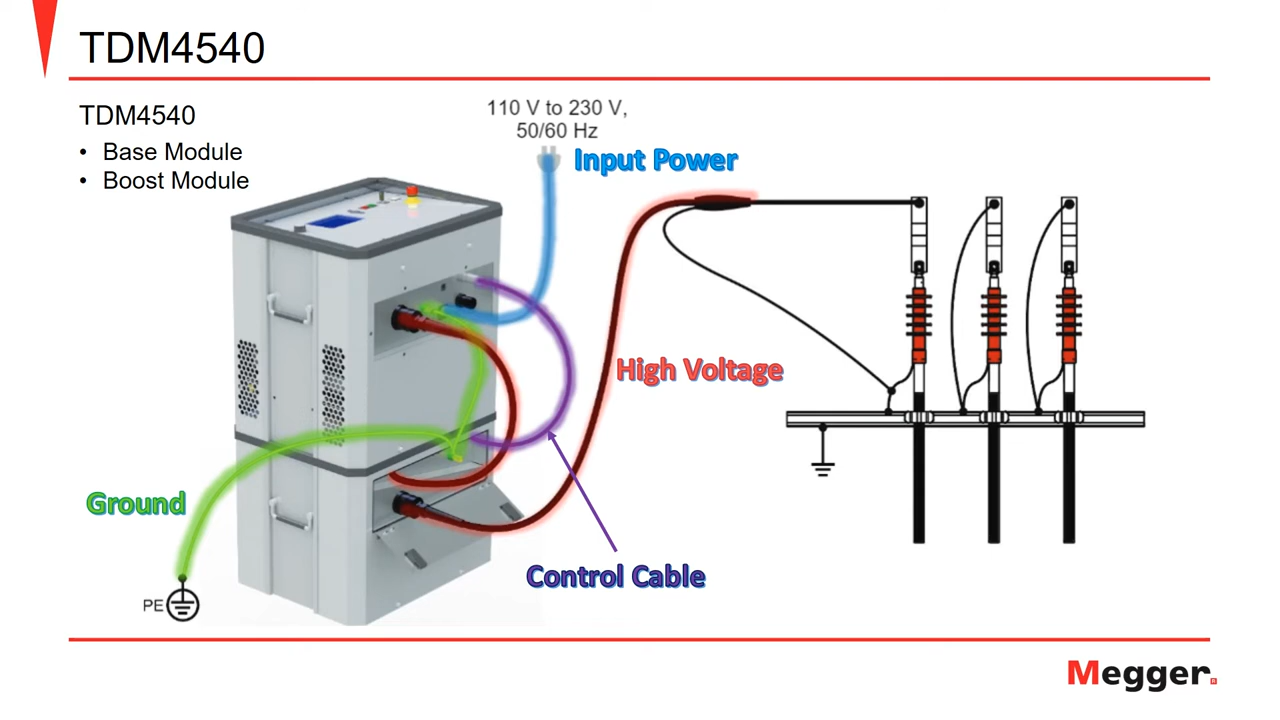 TDM4540
TDM4540
• Base Module
• Boost Module
110 V to 230 V,
50/60 Hz
Input Power
High Voltage
Ground
Control Cable
PE
Megger